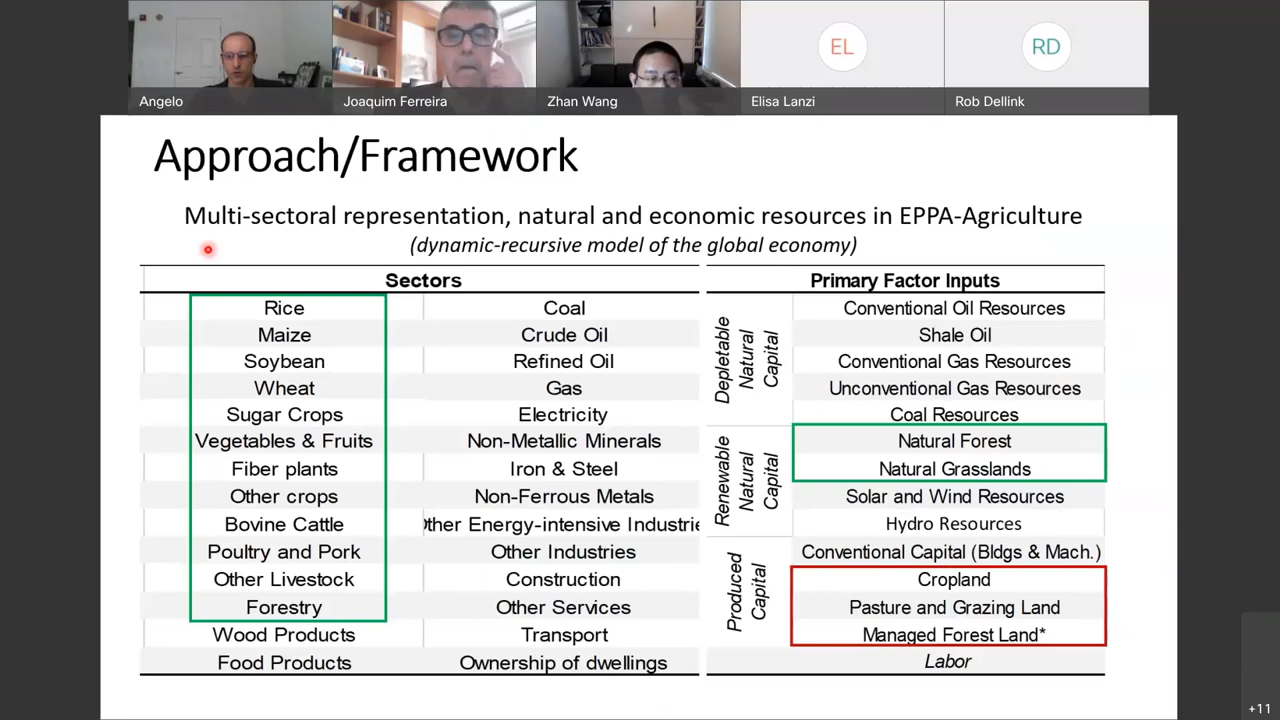 EL
RD
Angelo
Joaquim Ferreira
Zhan Wang
Elisa Lanzi
Rob Dellink
Approach/Framework
Multi-sectoral representation, natural and economic resources in EPPA-Agriculture
(dynamic-recursive model of the global economy)
Sectors
Rice
Coal
Maize
Crude Oil
Soybean
Refined Oil
Wheat
Gas
Sugar Crops
Electricity
Vegetables & Fruits
Non-Metallic Minerals
Fiber plants
Iron & Steel
Other crops
Non-Ferrous Metals
Bovine Cattle
Other Energy-intensive Industrie
Poultry and Pork
Other Industries
Other Livestock
Construction
Forestry
Other Services
Wood Products
Transport
Food Products
Ownership of dwellings
Primary Factor Inputs
Depletable
Natural
Capital
Conventional Oil Resources
Shale Oil
Conventional Gas Resources
Unconventional Gas Resources
Coal Resources
Renewable
Natural
Capital
Natural Forest
Natural Grasslands
Solar and Wind Resources
Hydro Resources
Produced
Capital
Conventional Capital (Bldgs & Mach.)
Cropland
Pasture and Grazing Land
Managed Forest Land*
Labor
+11